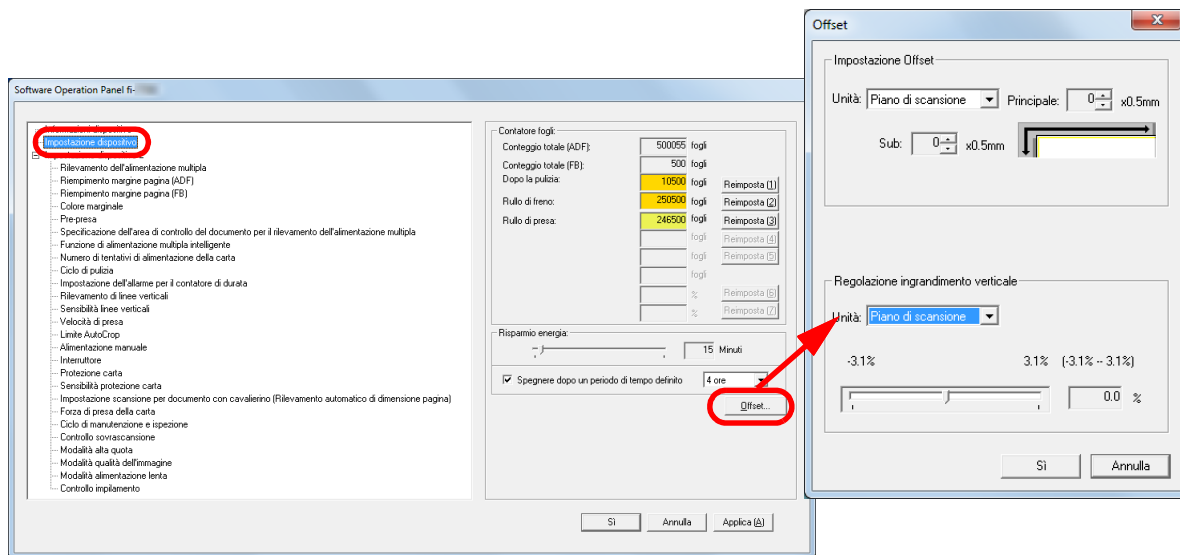 Software Operation Panel fi-
Informazioni dispositivo
Impostazione dispositivo
Impostazione dispositivo 2
Rilevamento dell'alimentazione multipla
Riempimento margine pagina (ADF)
Riempimento margine pagina (FB)
Colore marginale
Pre-presa
Specificazione dell'area di controllo del documento per il rilevamento dell'alimentazione multipla
Funzione di alimentazione multipla intelligente
Numero di tentativi di alimentazione della carta
Ciclo di pulizia
Impostazione dell'allarme per il contatore di durata
Rilevamento di linee verticali
Sensibilità linee verticali
Velocità di presa
Limite AutoCrop
Alimentazione manuale
Interruttore
Protezione carta
Sensibilità protezione carta
Impostazione scansione per documento con cavalierino (Rilevamento automatico di dimensione pagina)
Forza di presa della carta
Ciclo di manutenzione e ispezione
Controllo sovrascansione
Modalità alta quota
Modalità qualità dell'immagine
Modalità alimentazione lenta
Controllo impilamento
Contatore fogli:
Conteggio totale (ADF): 500055 fogli
Conteggio totale (FB): 500 fogli
Dopo la pulizia: 10500 fogli Reimposta (1)
Rullo di freno: 250500 fogli Reimposta (2)
Rullo di presa: 246500 fogli Reimposta (3)
fogli Reimposta (4)
fogli Reimposta (5)
fogli
% Reimposta (6)
% Reimposta (7)
Risparmio energia:
15 Minuti
Spegnere dopo un periodo di tempo definito 4 ore
Offset...
Sì Annulla Applica (A)
Offset
Impostazione Offset
Unità: Piano di scansione Principale: 0 x0.5mm
Sub: 0 x0.5mm
Regolazione ingrandimento verticale
Unità: Piano di scansione
-3.1% 3.1% (-3.1% -- 3.1%)
0.0 %
Sì Annulla